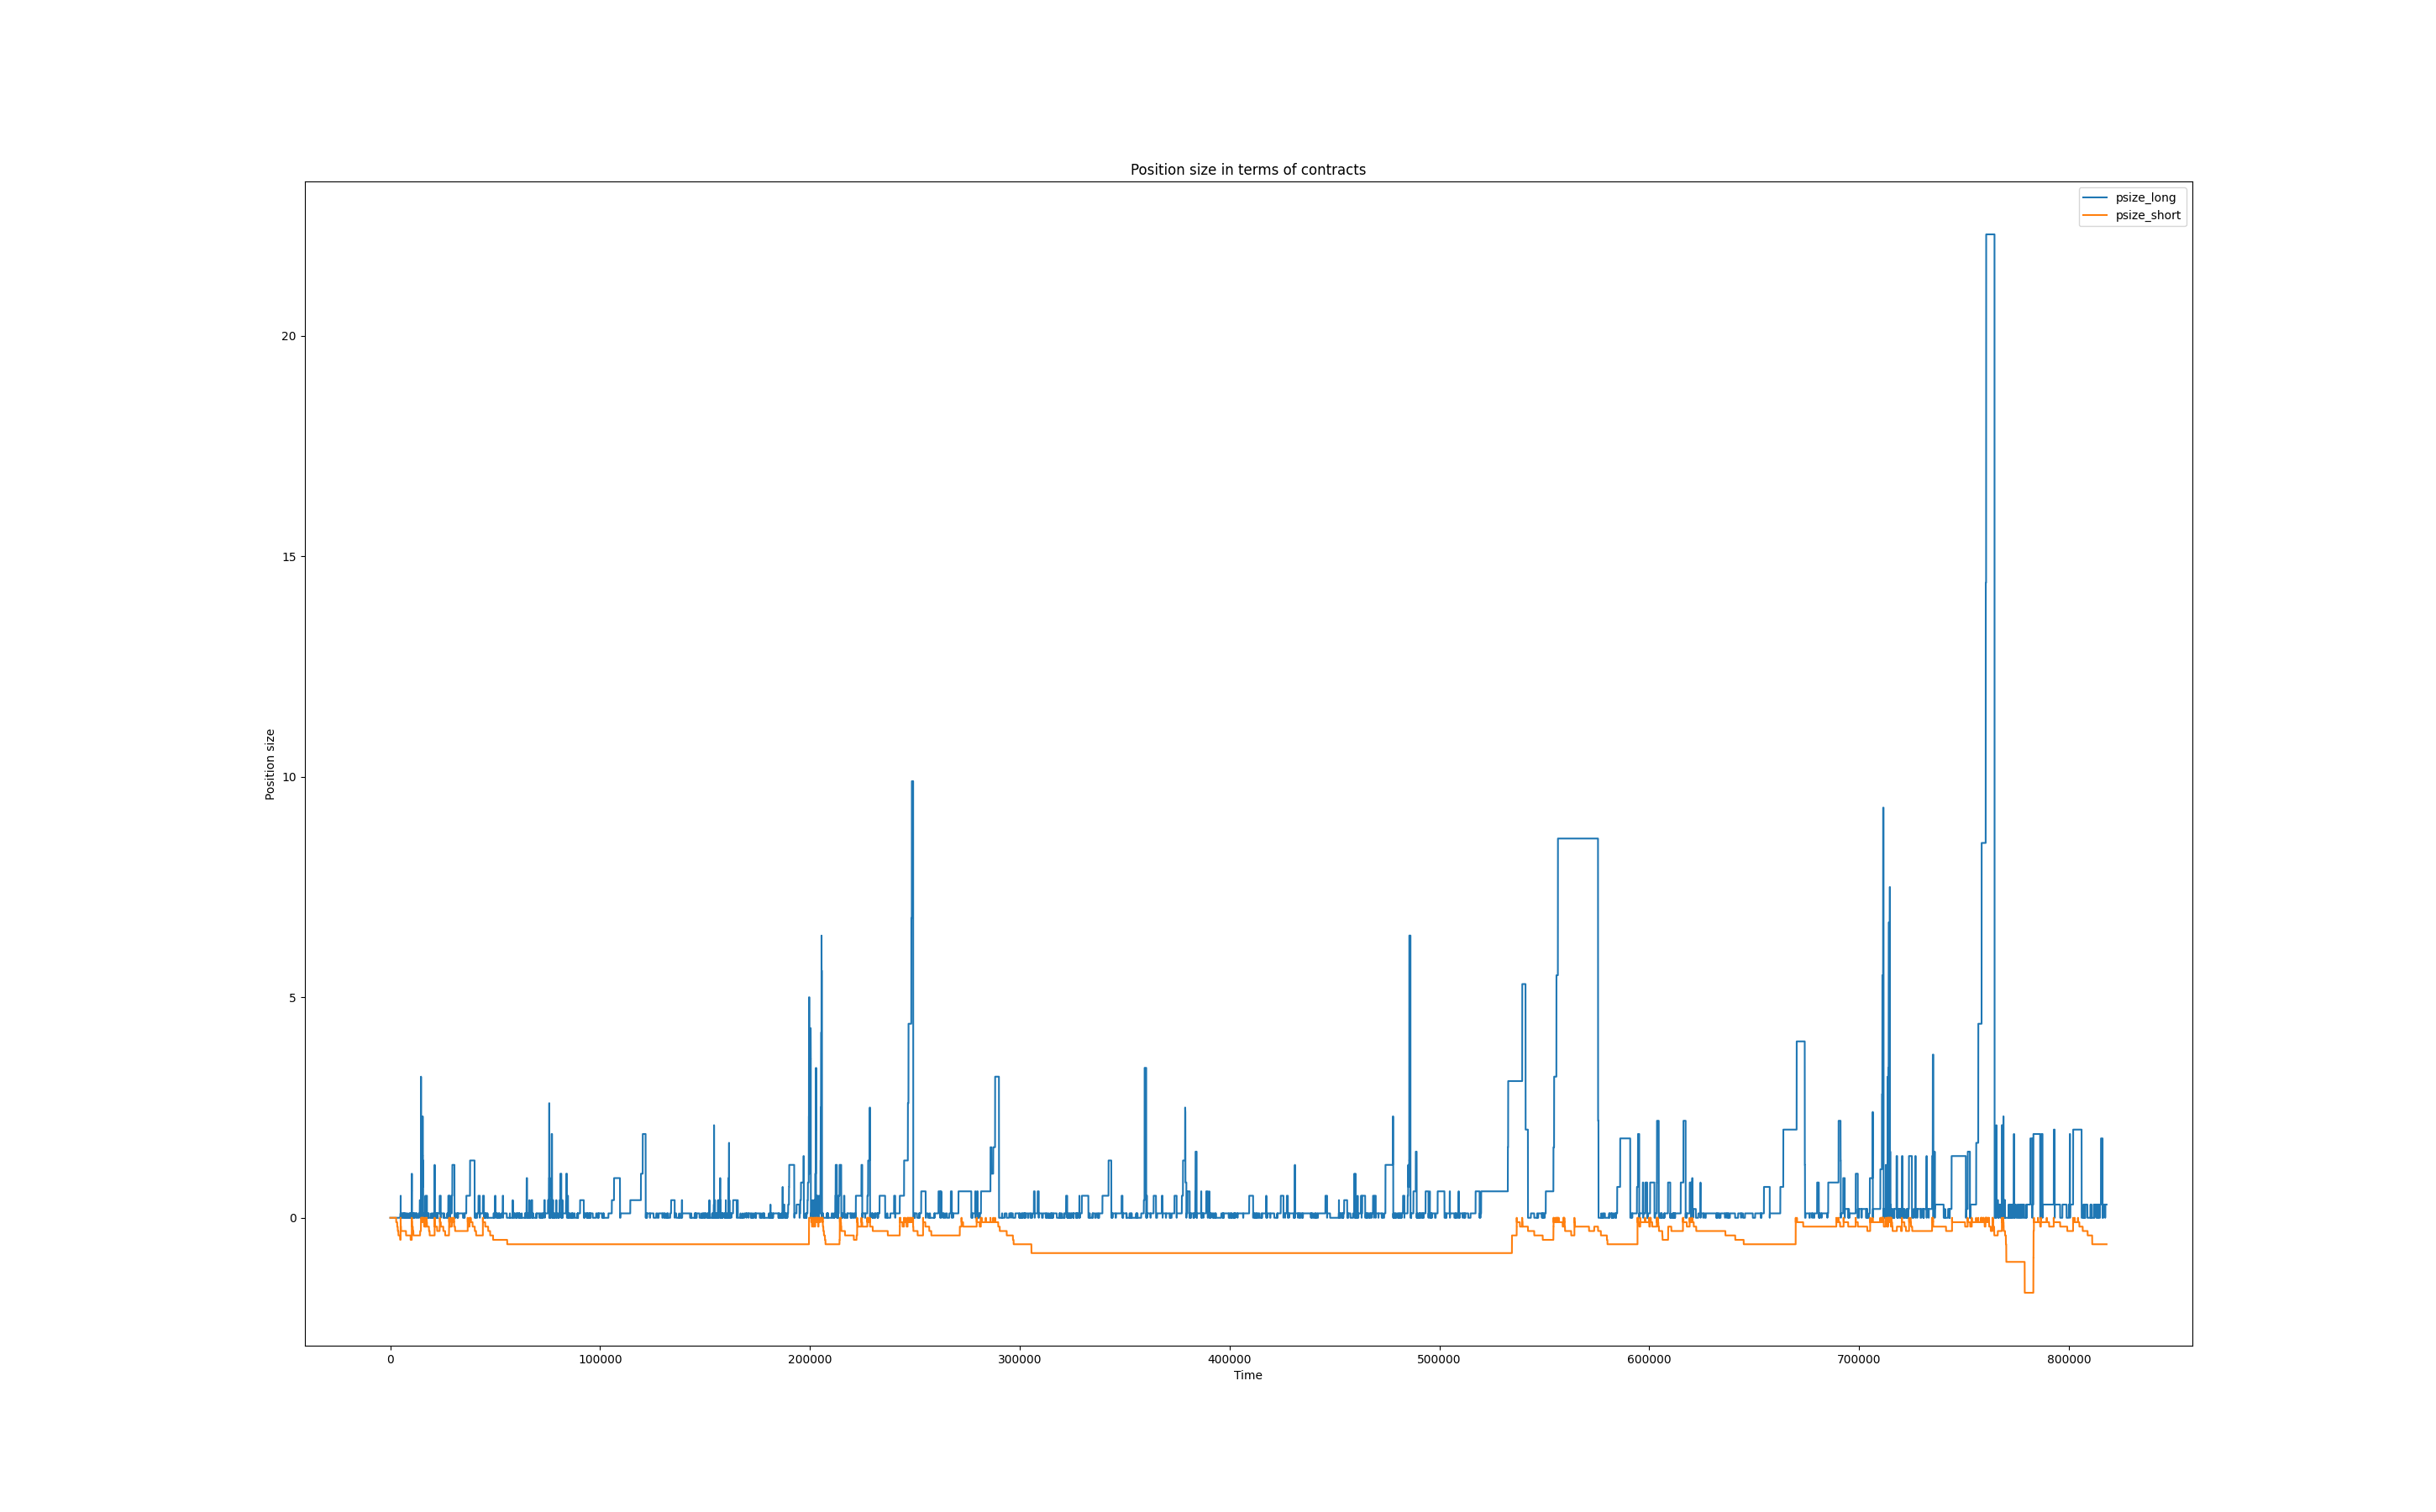 Position size in terms of contracts
psize_long
psize_short
20
15
10
5
0
Position size
0
100000
200000
300000
400000
500000
600000
700000
800000
Time